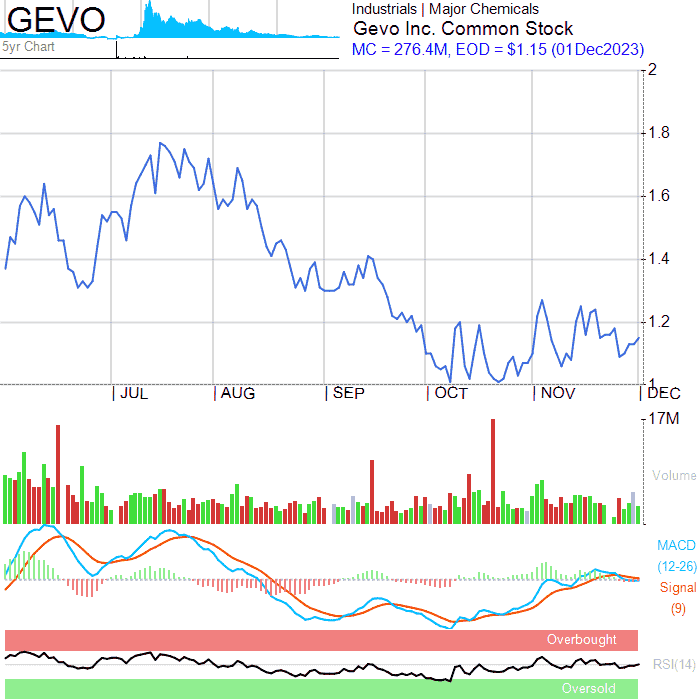 GEVO
5yr Chart
Industrials | Major Chemicals
Gevo Inc. Common Stock
MC = 276.4M, EOD = $1.15 (01Dec2023)
2
1.8
1.6
1.4
1.2
1
JUL AUG SEP OCT NOV DEC
17M
Volume
MACD
(12-26)
Signal
(9)
Overbought
RSI(14)
Oversold